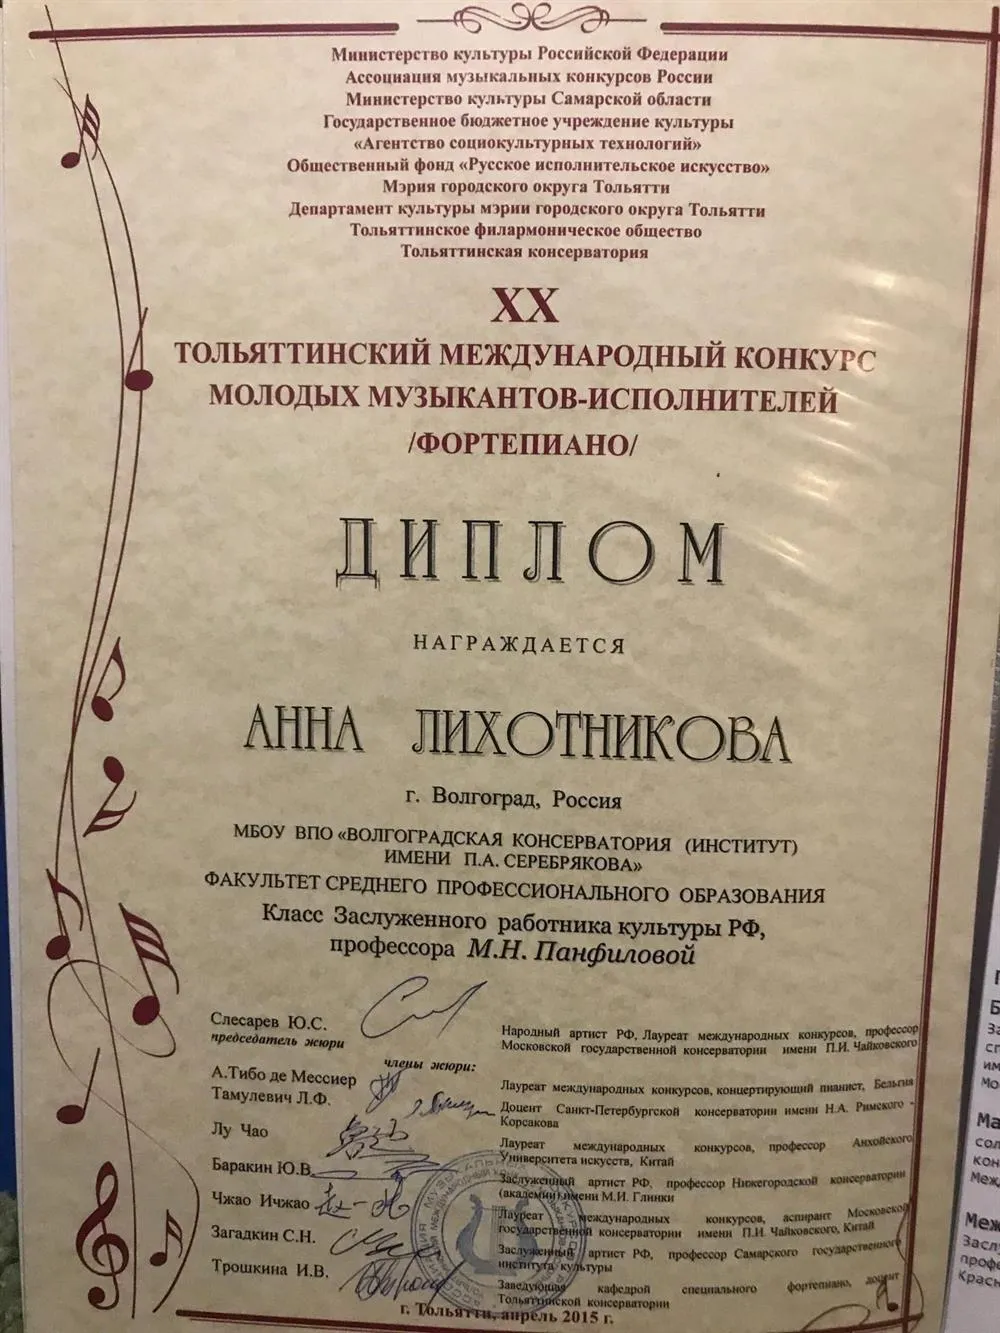 Министерство культуры Российской Федерации
Ассоциация музыкальных конкурсов России
Министерство культуры Самарской области
Государственное бюджетное учреждение культуры
«Агентство социокультурных технологий»
Общественный фонд «Русское исполнительское искусство»
Мэрия городского округа Тольятти
Департамент культуры мэрии городского округа Тольятти
Тольяттинское филармоническое общество
Тольяттинская консерватория
XX
ТОЛЬЯТТИНСКИЙ МЕЖДУНАРОДНЫЙ КОНКУРС
МОЛОДЫХ МУЗЫКАНТОВ-ИСПОЛНИТЕЛЕЙ
/ФОРТЕПИАНО/
ДИПЛОМ
НАГРАЖДАЕТСЯ
АННА ЛИХОТНИКОВА
г. Волгоград, Россия
МБОУ ВПО «ВОЛГОГРАДСКАЯ КОНСЕРВАТОРИЯ (ИНСТИТУТ)
ИМЕНИ П.А. СЕРЕБРЯКОВА»
ФАКУЛЬТЕТ СРЕДНЕГО ПРОФЕССИОНАЛЬНОГО ОБРАЗОВАНИЯ
Класс Заслуженного работника культуры РФ,
профессора М.Н. Панфиловой
Слесарев Ю.С.
председатель жюри
Народный артист РФ, Лауреат международных конкурсов, профессор
Московской государственной консерватории имени П.И. Чайковского
члены жюри:
А.Тибо де Мессиер
Лауреат международных конкурсов, концертирующий пианист, Бельгия
Тамулевич Л.Ф.
Доцент Санкт-Петербургской консерватории имени Н.А. Римского -
Корсакова
Лу Чао
Лауреат международных конкурсов, профессор Анхойского
Университета искусств, Китай
Баракин Ю.В.
Заслуженный артист РФ, профессор Нижегородской консерватории
(академии) имени М.И. Глинки
Чжао Ичжао
Лауреат международных конкурсов, аспирант Московской
государственной консерватории имени П.И. Чайковского, Китай
Загадкин С.Н.
Заслуженный артист РФ, профессор Самарского государственного
института культуры
Трошкина И.В.
Заведующая кафедрой специального фортепиано, доцент
Тольяттинской консерватории
г. Тольятти, апрель 2015 г.